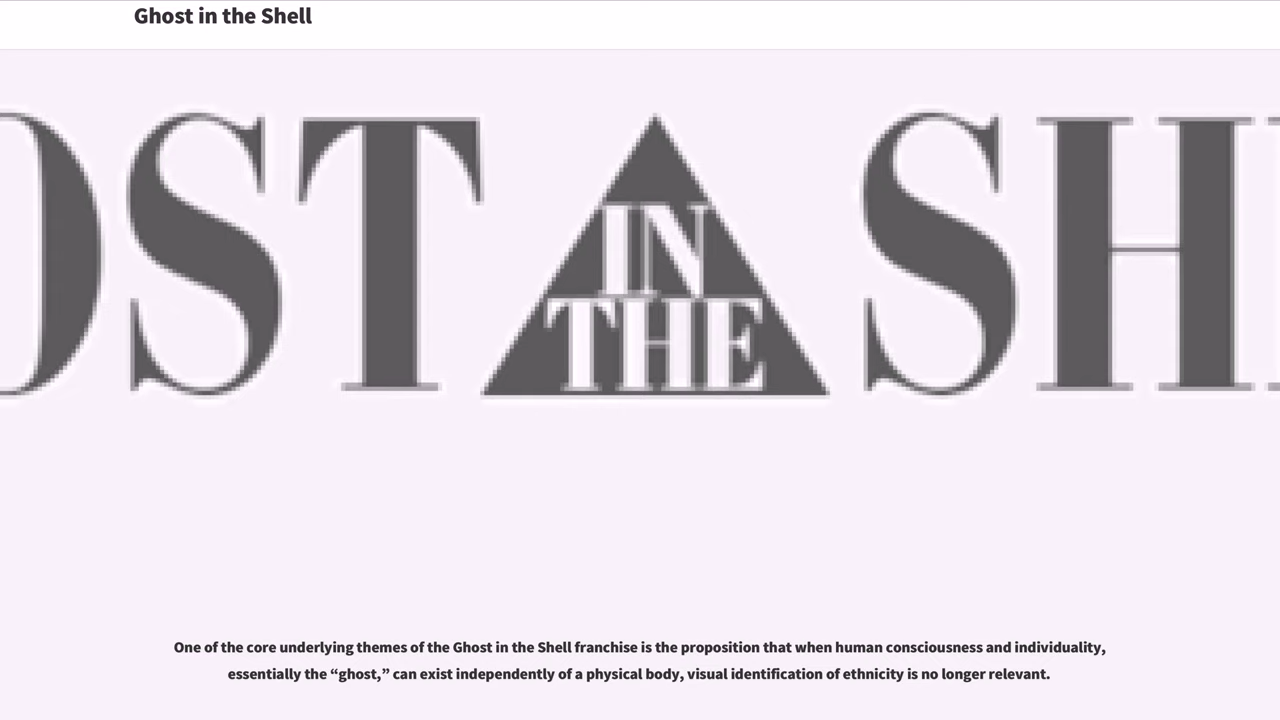 Ghost in the Shell
OST IN THE SH
One of the core underlying themes of the Ghost in the Shell franchise is the proposition that when human consciousness and individuality,
essentially the “ghost,” can exist independently of a physical body, visual identification of ethnicity is no longer relevant.